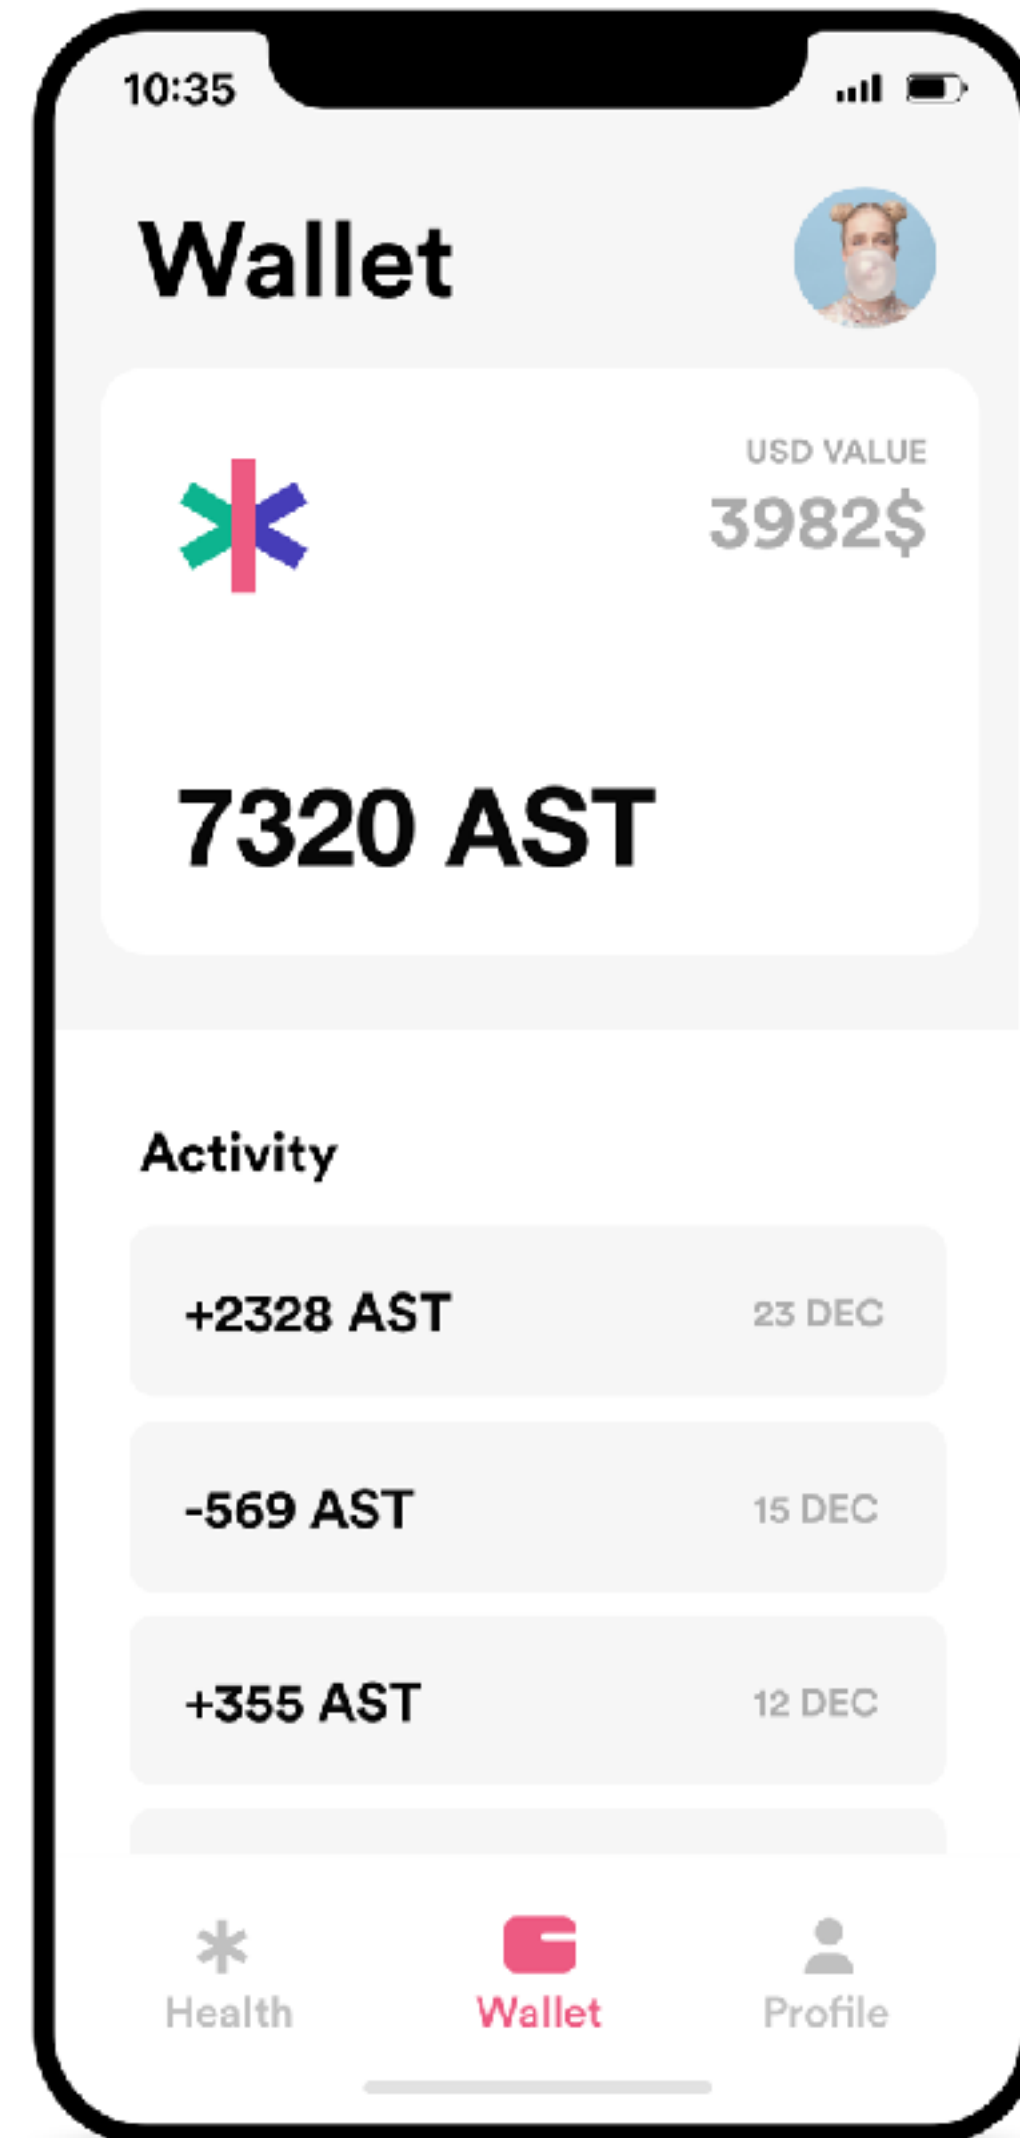 10:35
Wallet
USD VALUE
3982$
7320 AST
Activity
+2328 AST
23 DEC
-569 AST
15 DEC
+355 AST
12 DEC
Health
Wallet
Profile